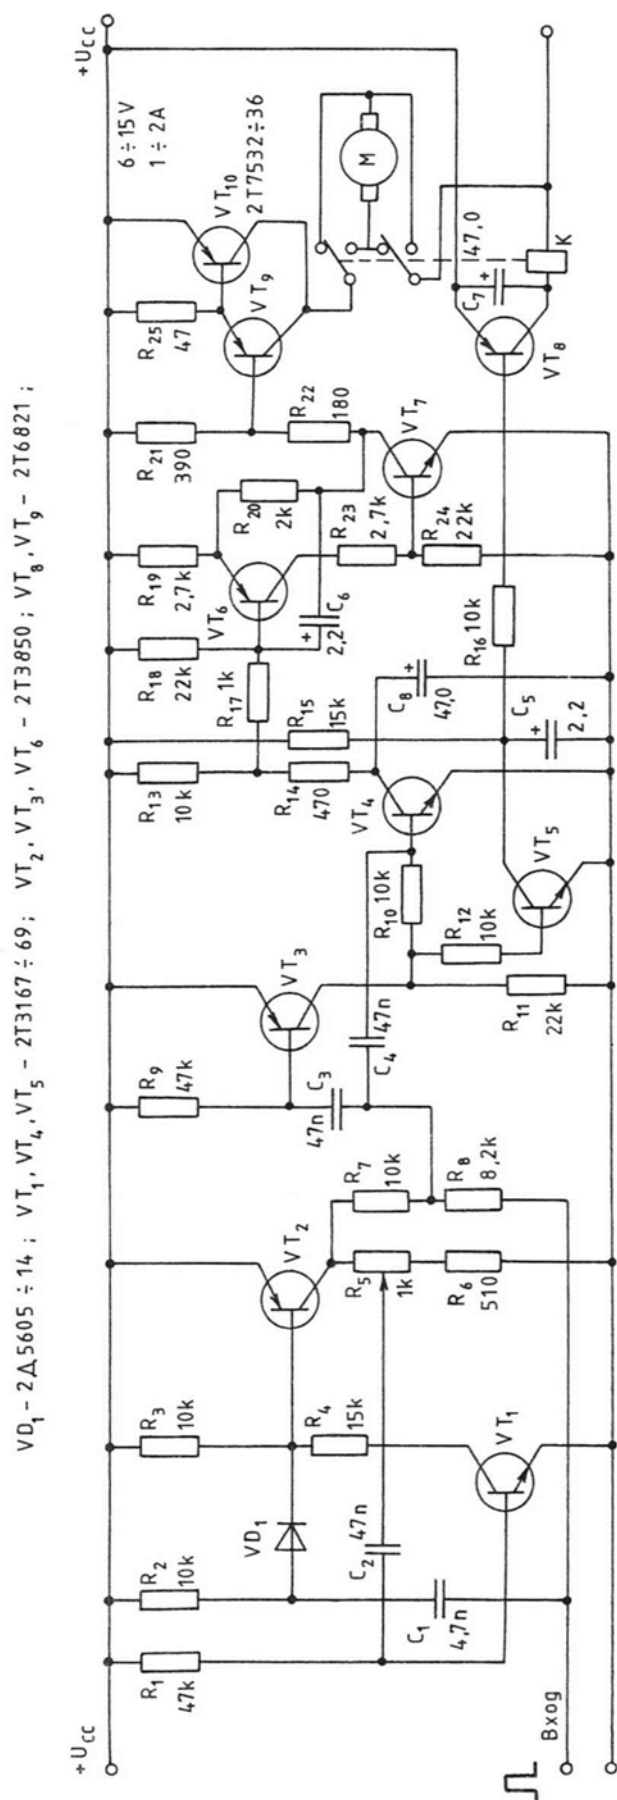 VD₁ - 2Д5605 ÷ 14 ; VT₁, VT₄, VT₅ - 2T3167 ÷ 69; VT₂, VT₃, VT₆ - 2T3850 ; VT₈, VT₉ - 2T6821 ;
+Ucc
R₁
47k
R₂
10k
VD₁
C₂
47n
C₁
4,7n
Вход
R₃
10k
R₄
15k
VT₁
VT₂
R₅
1k
R₆
510
R₇
10k
R₈
8,2k
R₉
47k
C₃
47n
C₄
47n
VT₃
R₁₀
10k
R₁₂
10k
R₁₁
22k
VT₅
R₁₃
10k
R₁₄
470
VT₄
R₁₅
15k
C₈
47,0
+
C₅
2,2
+
R₁₇
1k
R₁₆
10k
R₁₈
22k
VT₆
C₆
2,2
+
R₁₉
2,7k
R₂₀
2k
R₂₃
2,7k
R₂₄
22k
R₂₁
390
R₂₂
180
VT₇
R₂₅
47
VT₉
VT₈
VT₁₀
2T7532÷36
C₇
47,0
+
K
M
6÷15V
1÷2A
+Ucc